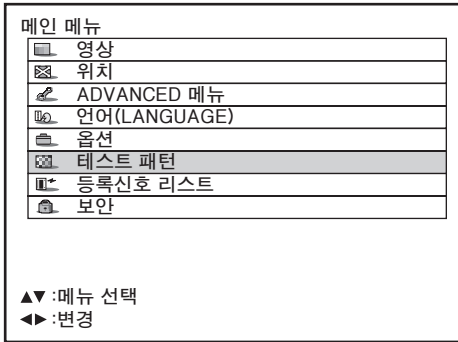 메인 메뉴
영상
위치
ADVANCED 메뉴
언어(LANGUAGE)
옵션
테스트 패턴
등록신호 리스트
보안
▲▼ :메뉴 선택
◀▶ :변경